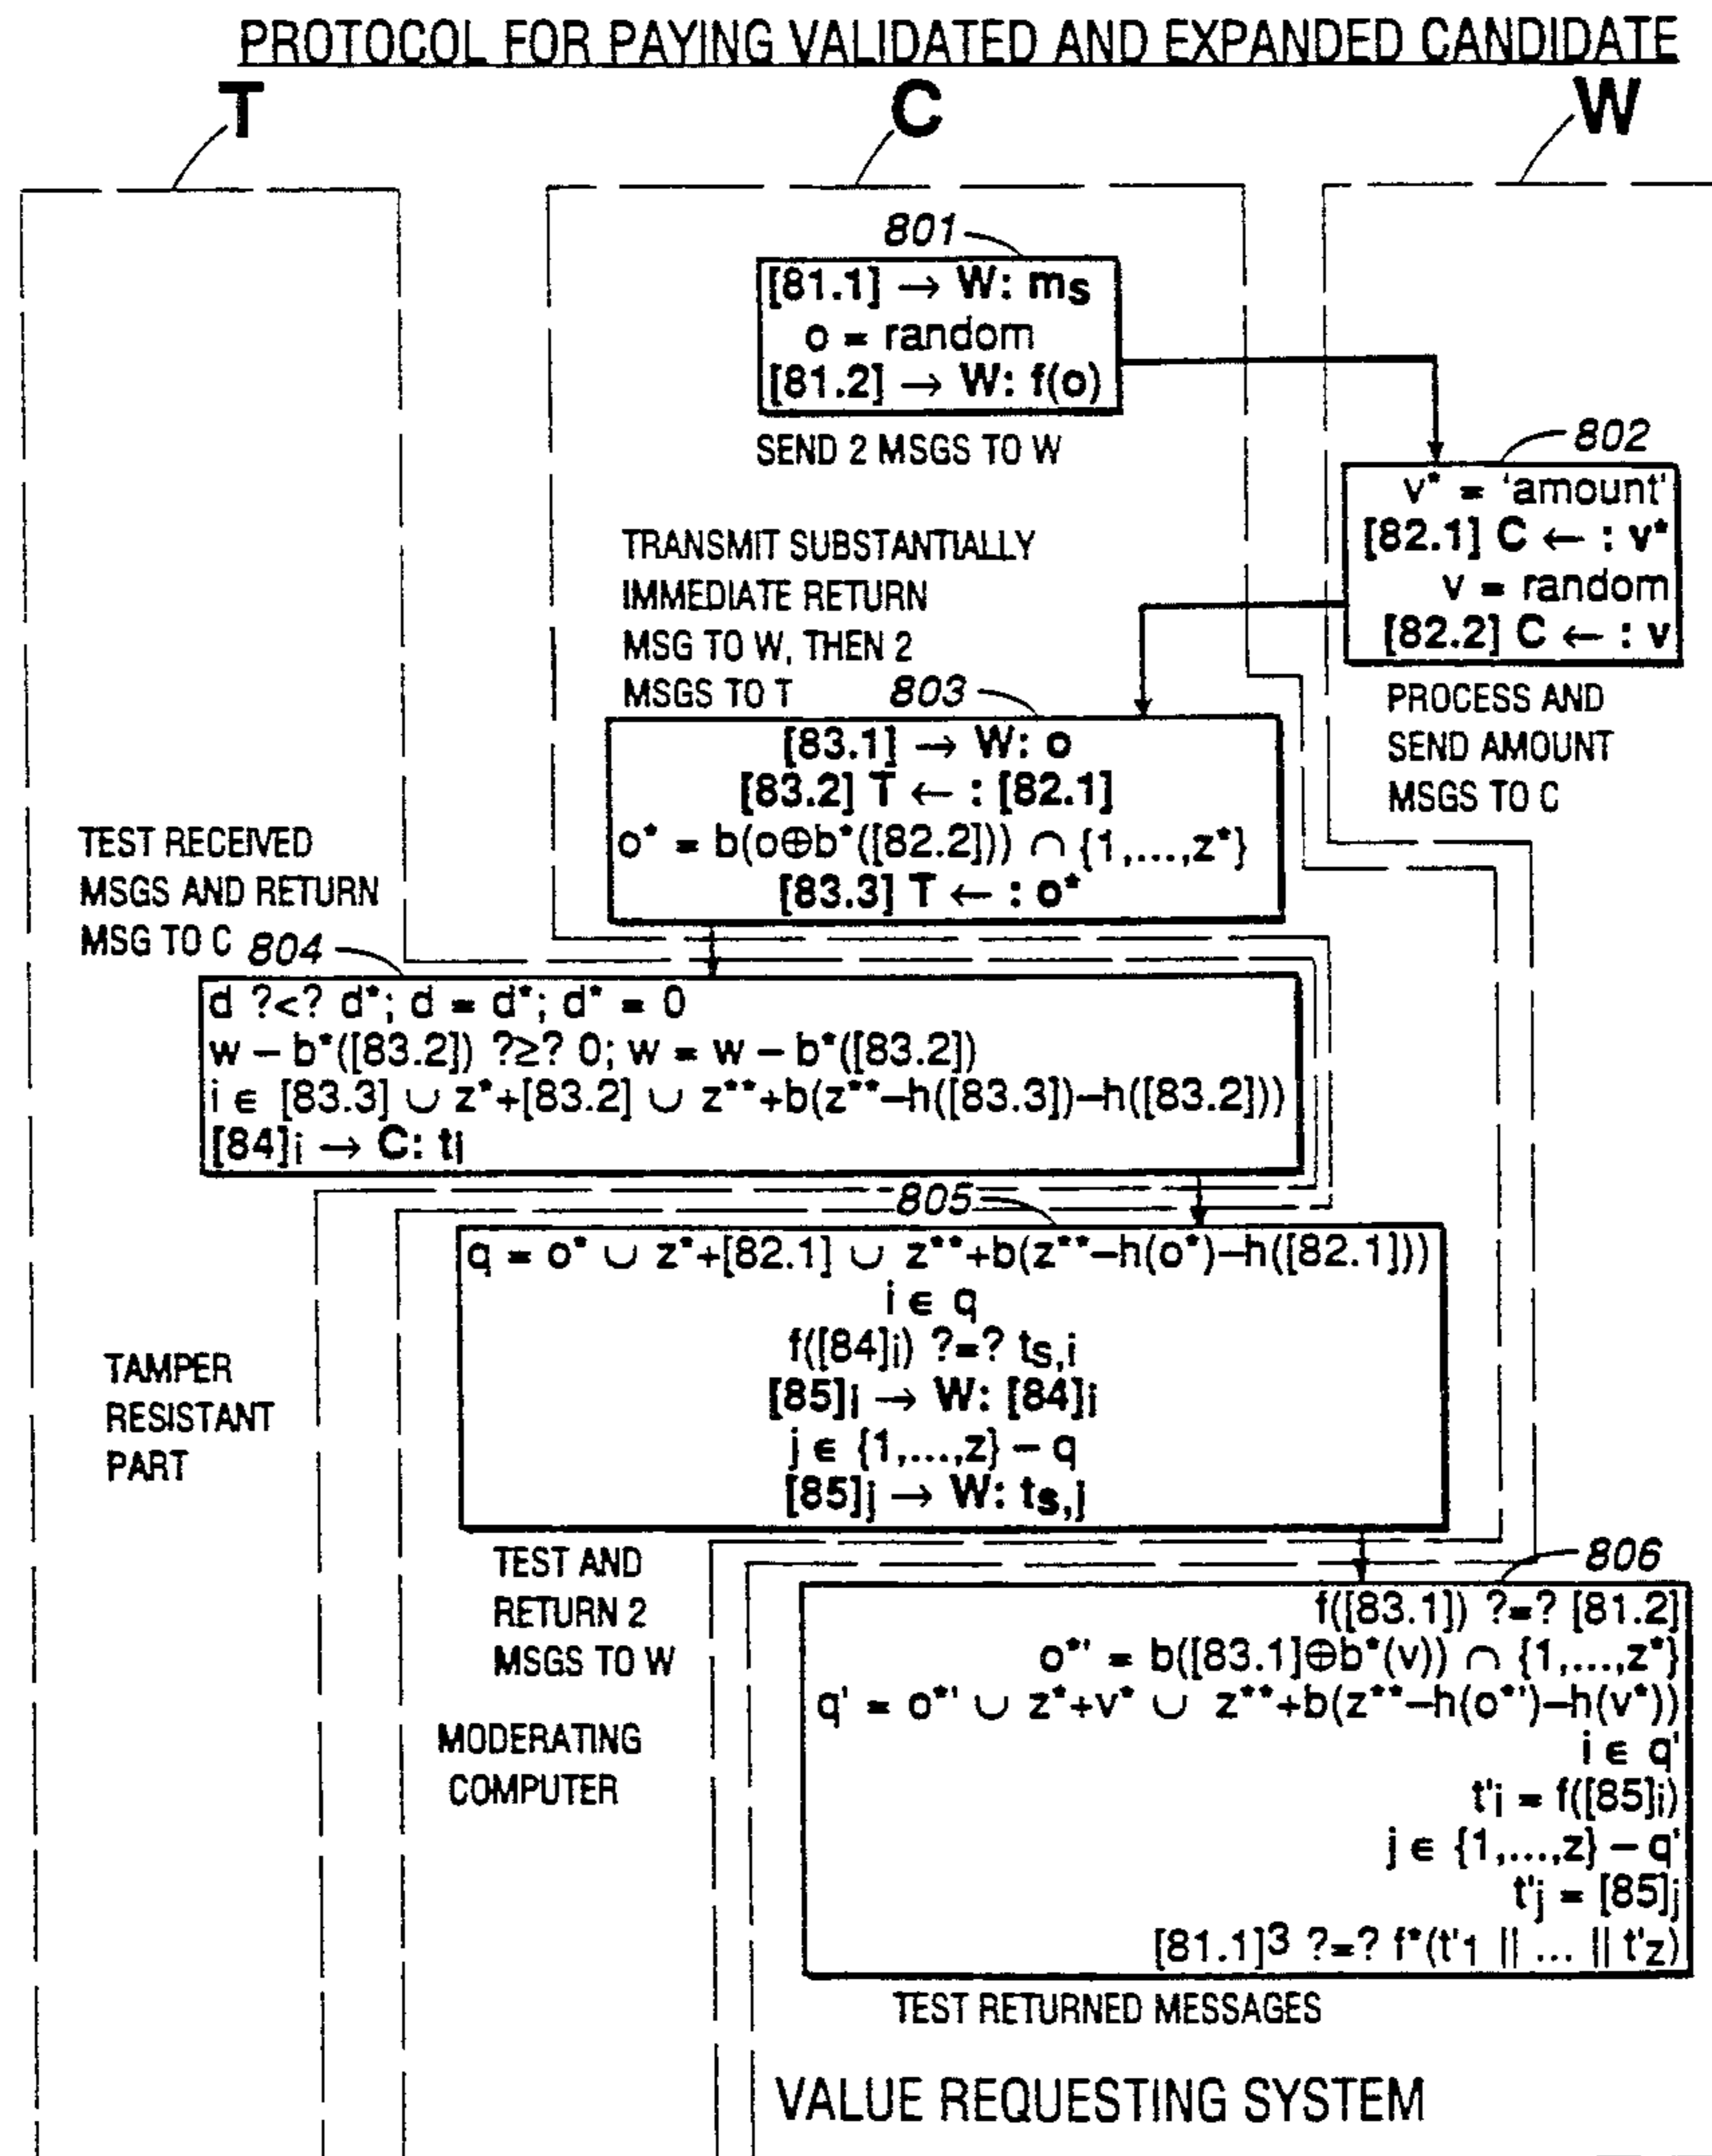 PROTOCOL FOR PAYING VALIDATED AND EXPANDED CANDIDATE
T C W
801
[81.1] → W: ms
o = random
[81.2] → W: f(o)
SEND 2 MSGS TO W
802
v* = 'amount'
[82.1] C ← : v*
v = random
[82.2] C ← : v
PROCESS AND
SEND AMOUNT
MSGS TO C
TRANSMIT SUBSTANTIALLY
IMMEDIATE RETURN
MSG TO W, THEN 2
MSGS TO T
803
[83.1] → W: o
[83.2] T ← : [82.1]
o* = b(o⊕b*([82.2])) ∩ {1,...,z*}
[83.3] T ← : o*
TEST RECEIVED
MSGS AND RETURN
MSG TO C
804
d ?<? d*; d = d*; d* = 0
w – b*([83.2]) ?≥? 0; w = w – b*([83.2])
i ∈ [83.3] ∪ z*+[83.2] ∪ z**+b(z**–h([83.3])–h([83.2]))
[84]i → C: ti
805
q = o* ∪ z*+[82.1] ∪ z**+b(z**–h(o*)–h([82.1]))
i ∈ q
f([84]i) ?=? ts,i
[85]i → W: [84]i
j ∈ {1,...,z} – q
[85]j → W: ts,j
TEST AND
RETURN 2
MSGS TO W
TAMPER
RESISTANT
PART
806
f([83.1]) ?=? [81.2]
o*' = b([83.1]⊕b*(v)) ∩ {1,...,z*}
q' = o*' ∪ z*+v* ∪ z**+b(z**–h(o*')–h(v*))
i ∈ q'
t'i = f([85]i)
j ∈ {1,...,z} – q'
t'j = [85]j
[81.1]3 ?=? f*(t'1 || ... || t'z)
TEST RETURNED MESSAGES
MODERATING
COMPUTER
VALUE REQUESTING SYSTEM